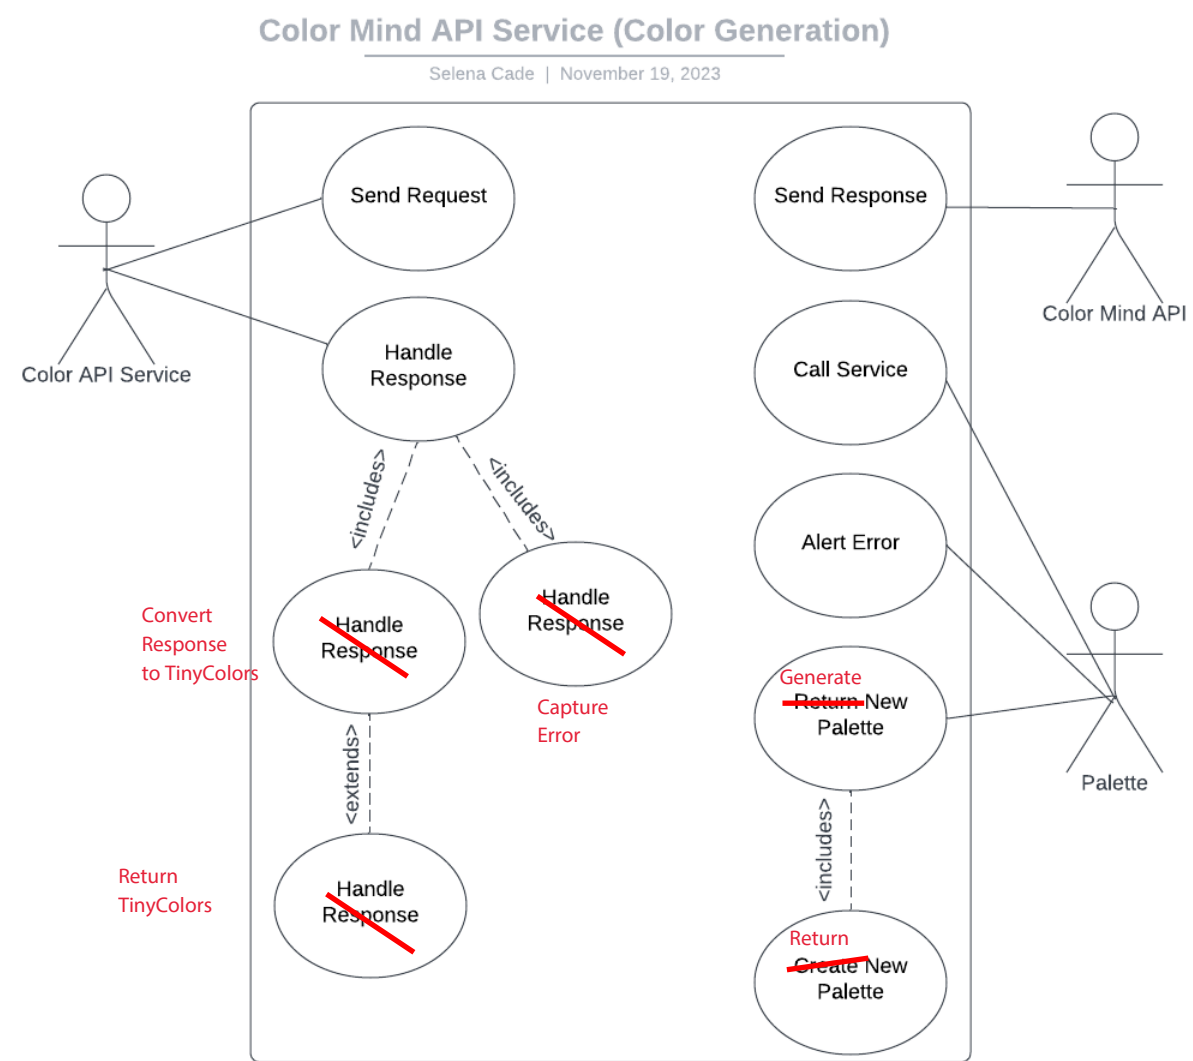 Color Mind API Service (Color Generation)
Selena Cade | November 19, 2023
Send Request
Send Response
Color API Service
Color Mind API
Handle
Response
Call Service
<includes>
<includes>
Alert Error
Convert
Response
to TinyColors
Handle
Response
Handle
Response
Capture
Error
Generate
Return New
Palette
Palette
<extends>
<includes>
Return
TinyColors
Handle
Response
Return
Create New
Palette